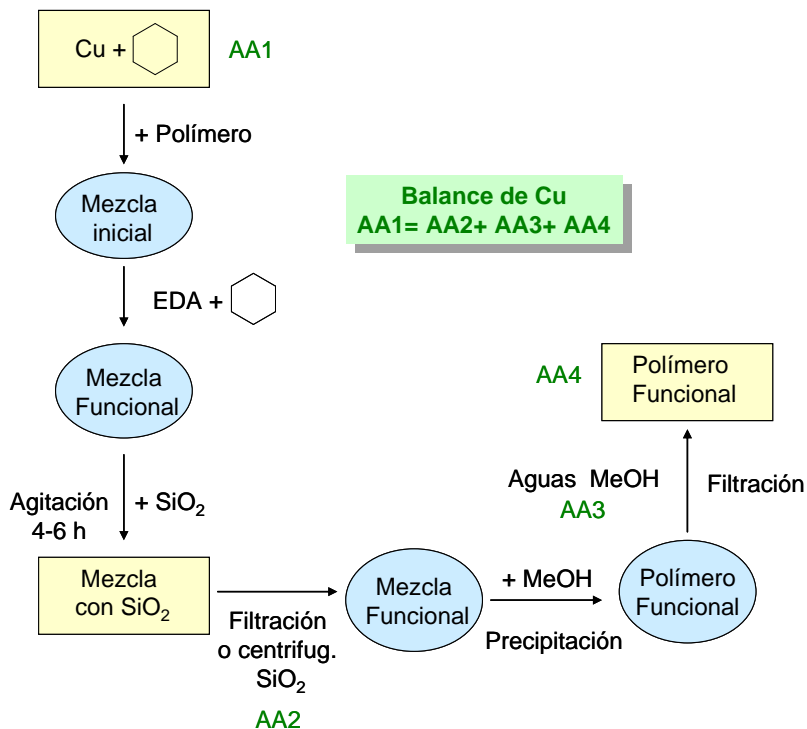 Cu +
AA1
+ Polímero
Mezcla
inicial
Balance de Cu
AA1= AA2+ AA3+ AA4
EDA +
Mezcla
Funcional
Agitación
4-6 h
+ SiO₂
Mezcla
con SiO₂
Filtración
o centrifug.
SiO₂
AA2
Mezcla
Funcional
+ MeOH
Precipitación
Polímero
Funcional
Aguas MeOH
AA3
Filtración
AA4
Polímero
Funcional